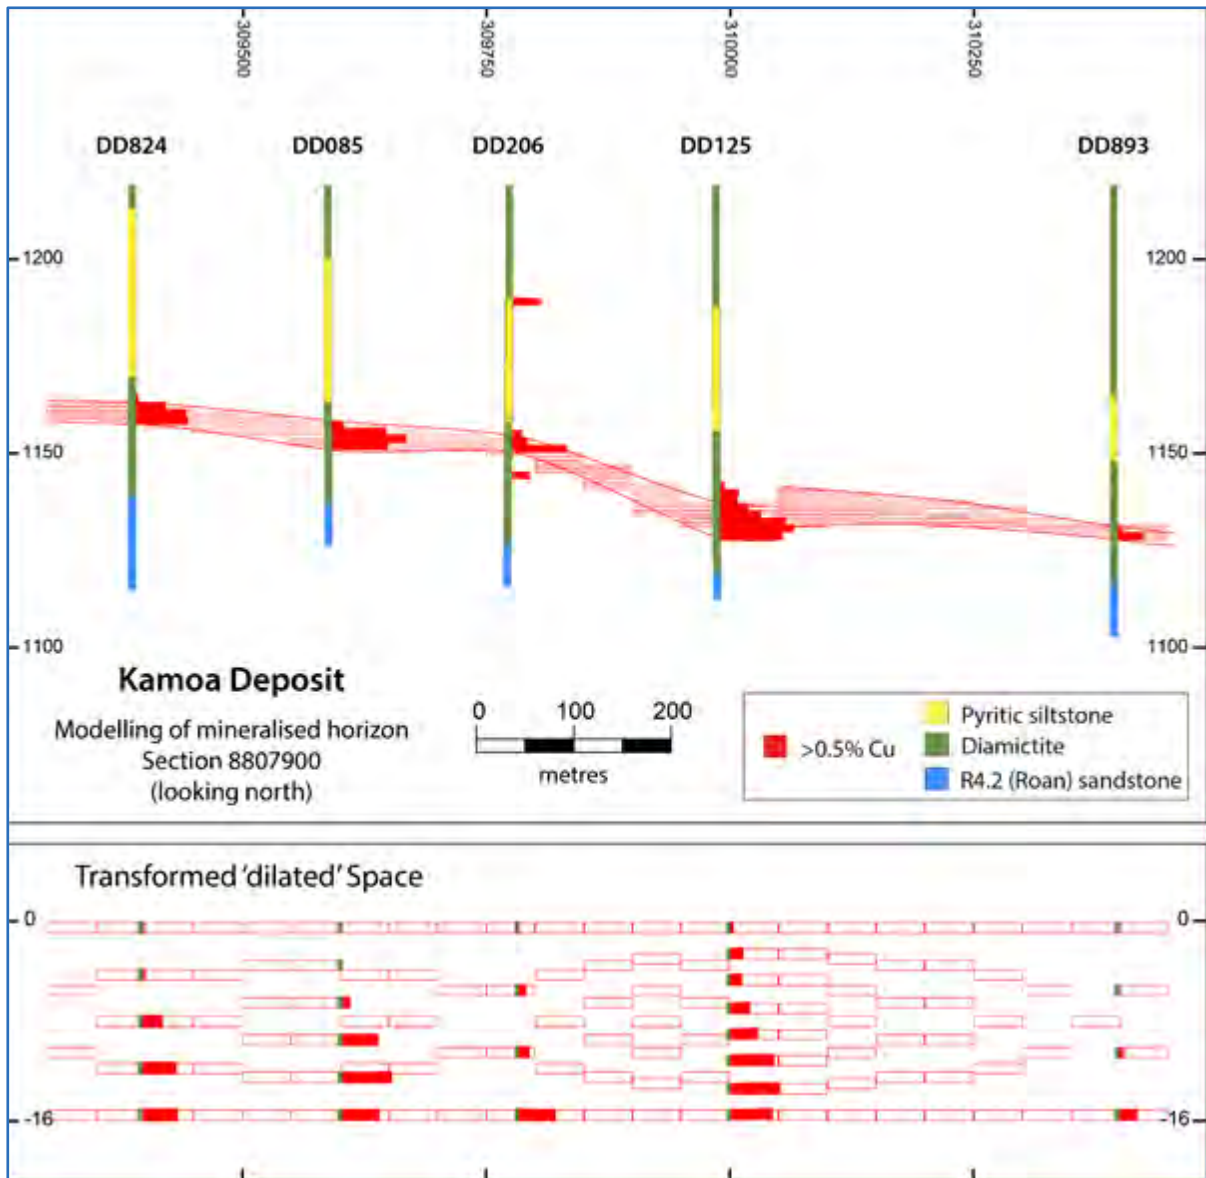 309500 309750 310000 310250
DD824 DD085 DD206 DD125 DD893
1200 1200
1150 1150
1100 1100
Kamoa Deposit
Modelling of mineralised horizon
Section 8807900
(looking north)
0 100 200
metres
>0.5% Cu
Pyritic siltstone
Diamictite
R4.2 (Roan) sandstone
Transformed 'dilated' Space
0 0
-16 -16